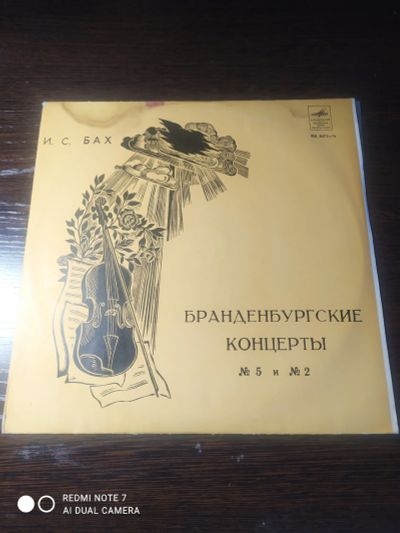 И. С. БАХ
БРАНДЕНБУРГСКИЕ
КОНЦЕРТЫ
№ 5 и № 2
REDMI NOTE 7
AI DUAL CAMERA